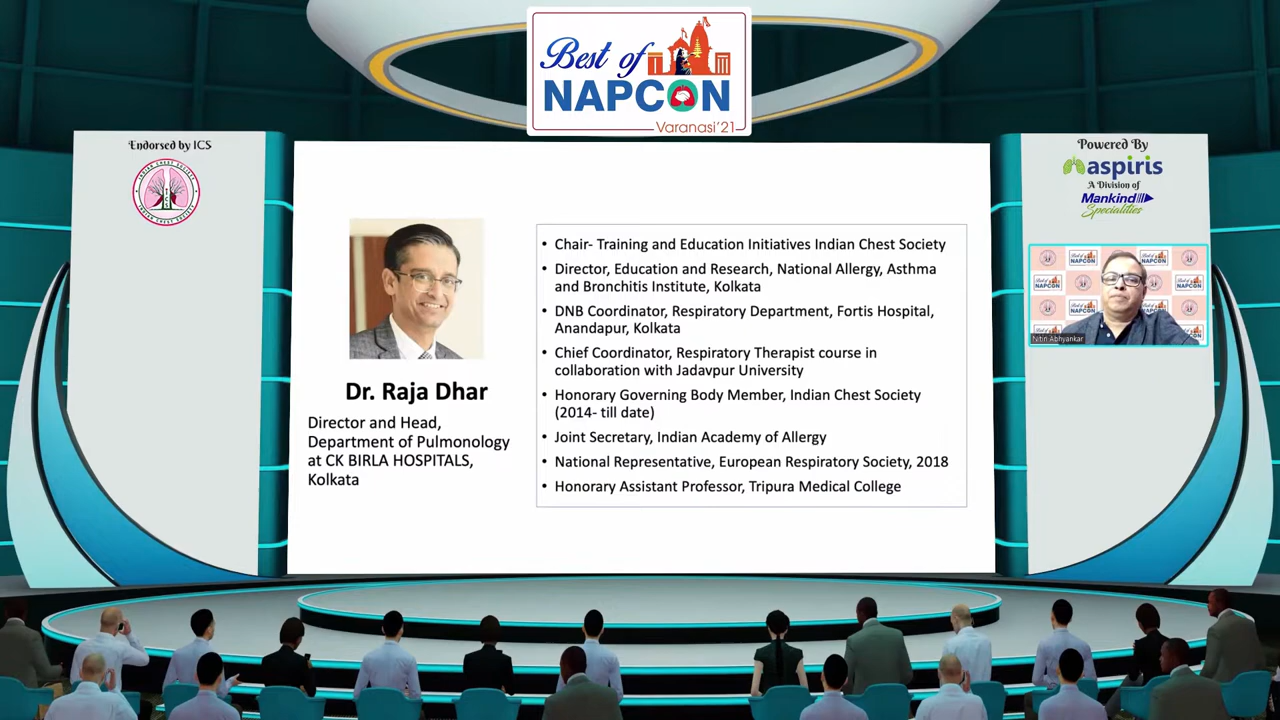 Best of
NAPCON
Varanasi'21
Endorsed by ICS
INDIAN CHEST SOCIETY
ICS
Powered By
aspiris
A Division of
Mankind
Specialities
Nitin Abhyankar
Dr. Raja Dhar
Director and Head,
Department of Pulmonology
at CK BIRLA HOSPITALS,
Kolkata
• Chair- Training and Education Initiatives Indian Chest Society
• Director, Education and Research, National Allergy, Asthma
and Bronchitis Institute, Kolkata
• DNB Coordinator, Respiratory Department, Fortis Hospital,
Anandapur, Kolkata
• Chief Coordinator, Respiratory Therapist course in
collaboration with Jadavpur University
• Honorary Governing Body Member, Indian Chest Society
(2014- till date)
• Joint Secretary, Indian Academy of Allergy
• National Representative, European Respiratory Society, 2018
• Honorary Assistant Professor, Tripura Medical College